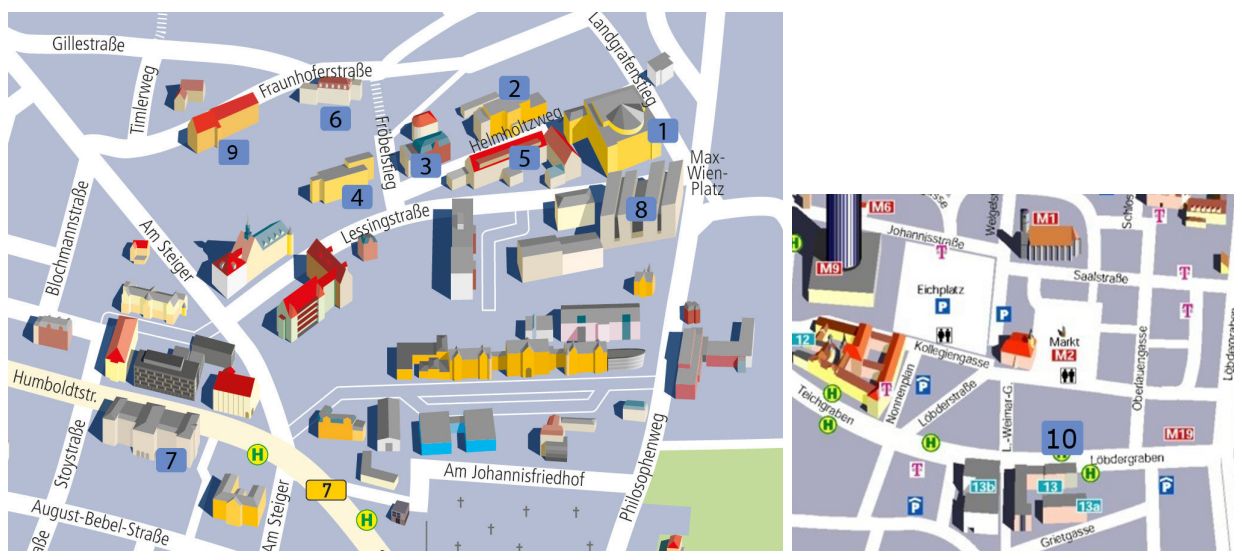 Gillestraße
Timlerweg
Fraunhoferstraße
Landgrafenstieg
2
6
Fröbelstieg
Helmholtzweg
1
9
3
5
4
Max-
Wien-
Platz
8
Blochmannstraße
Am Steiger
Lessingstraße
Humboldtstr.
7
Stoystraße
H
7
Am Johannisfriedhof
Philosophenweg
H
August-Bebel-Straße
Am Steiger
M6
gasse
M1
T
Johannisstraße
T
H
M9
Saalstraße
T
Eichplatz
P
P
T
12
Kollegiengasse
Markt
M2
Oberlauengasse
Löbdergraben
H
T
P
Nonnenplan
Löbderstraße
Teichgraben
L.-Weimar-G.
H
H
10
M19
H
Löbdergraben
T
13b
13
H
P
13a
P
Grietgasse